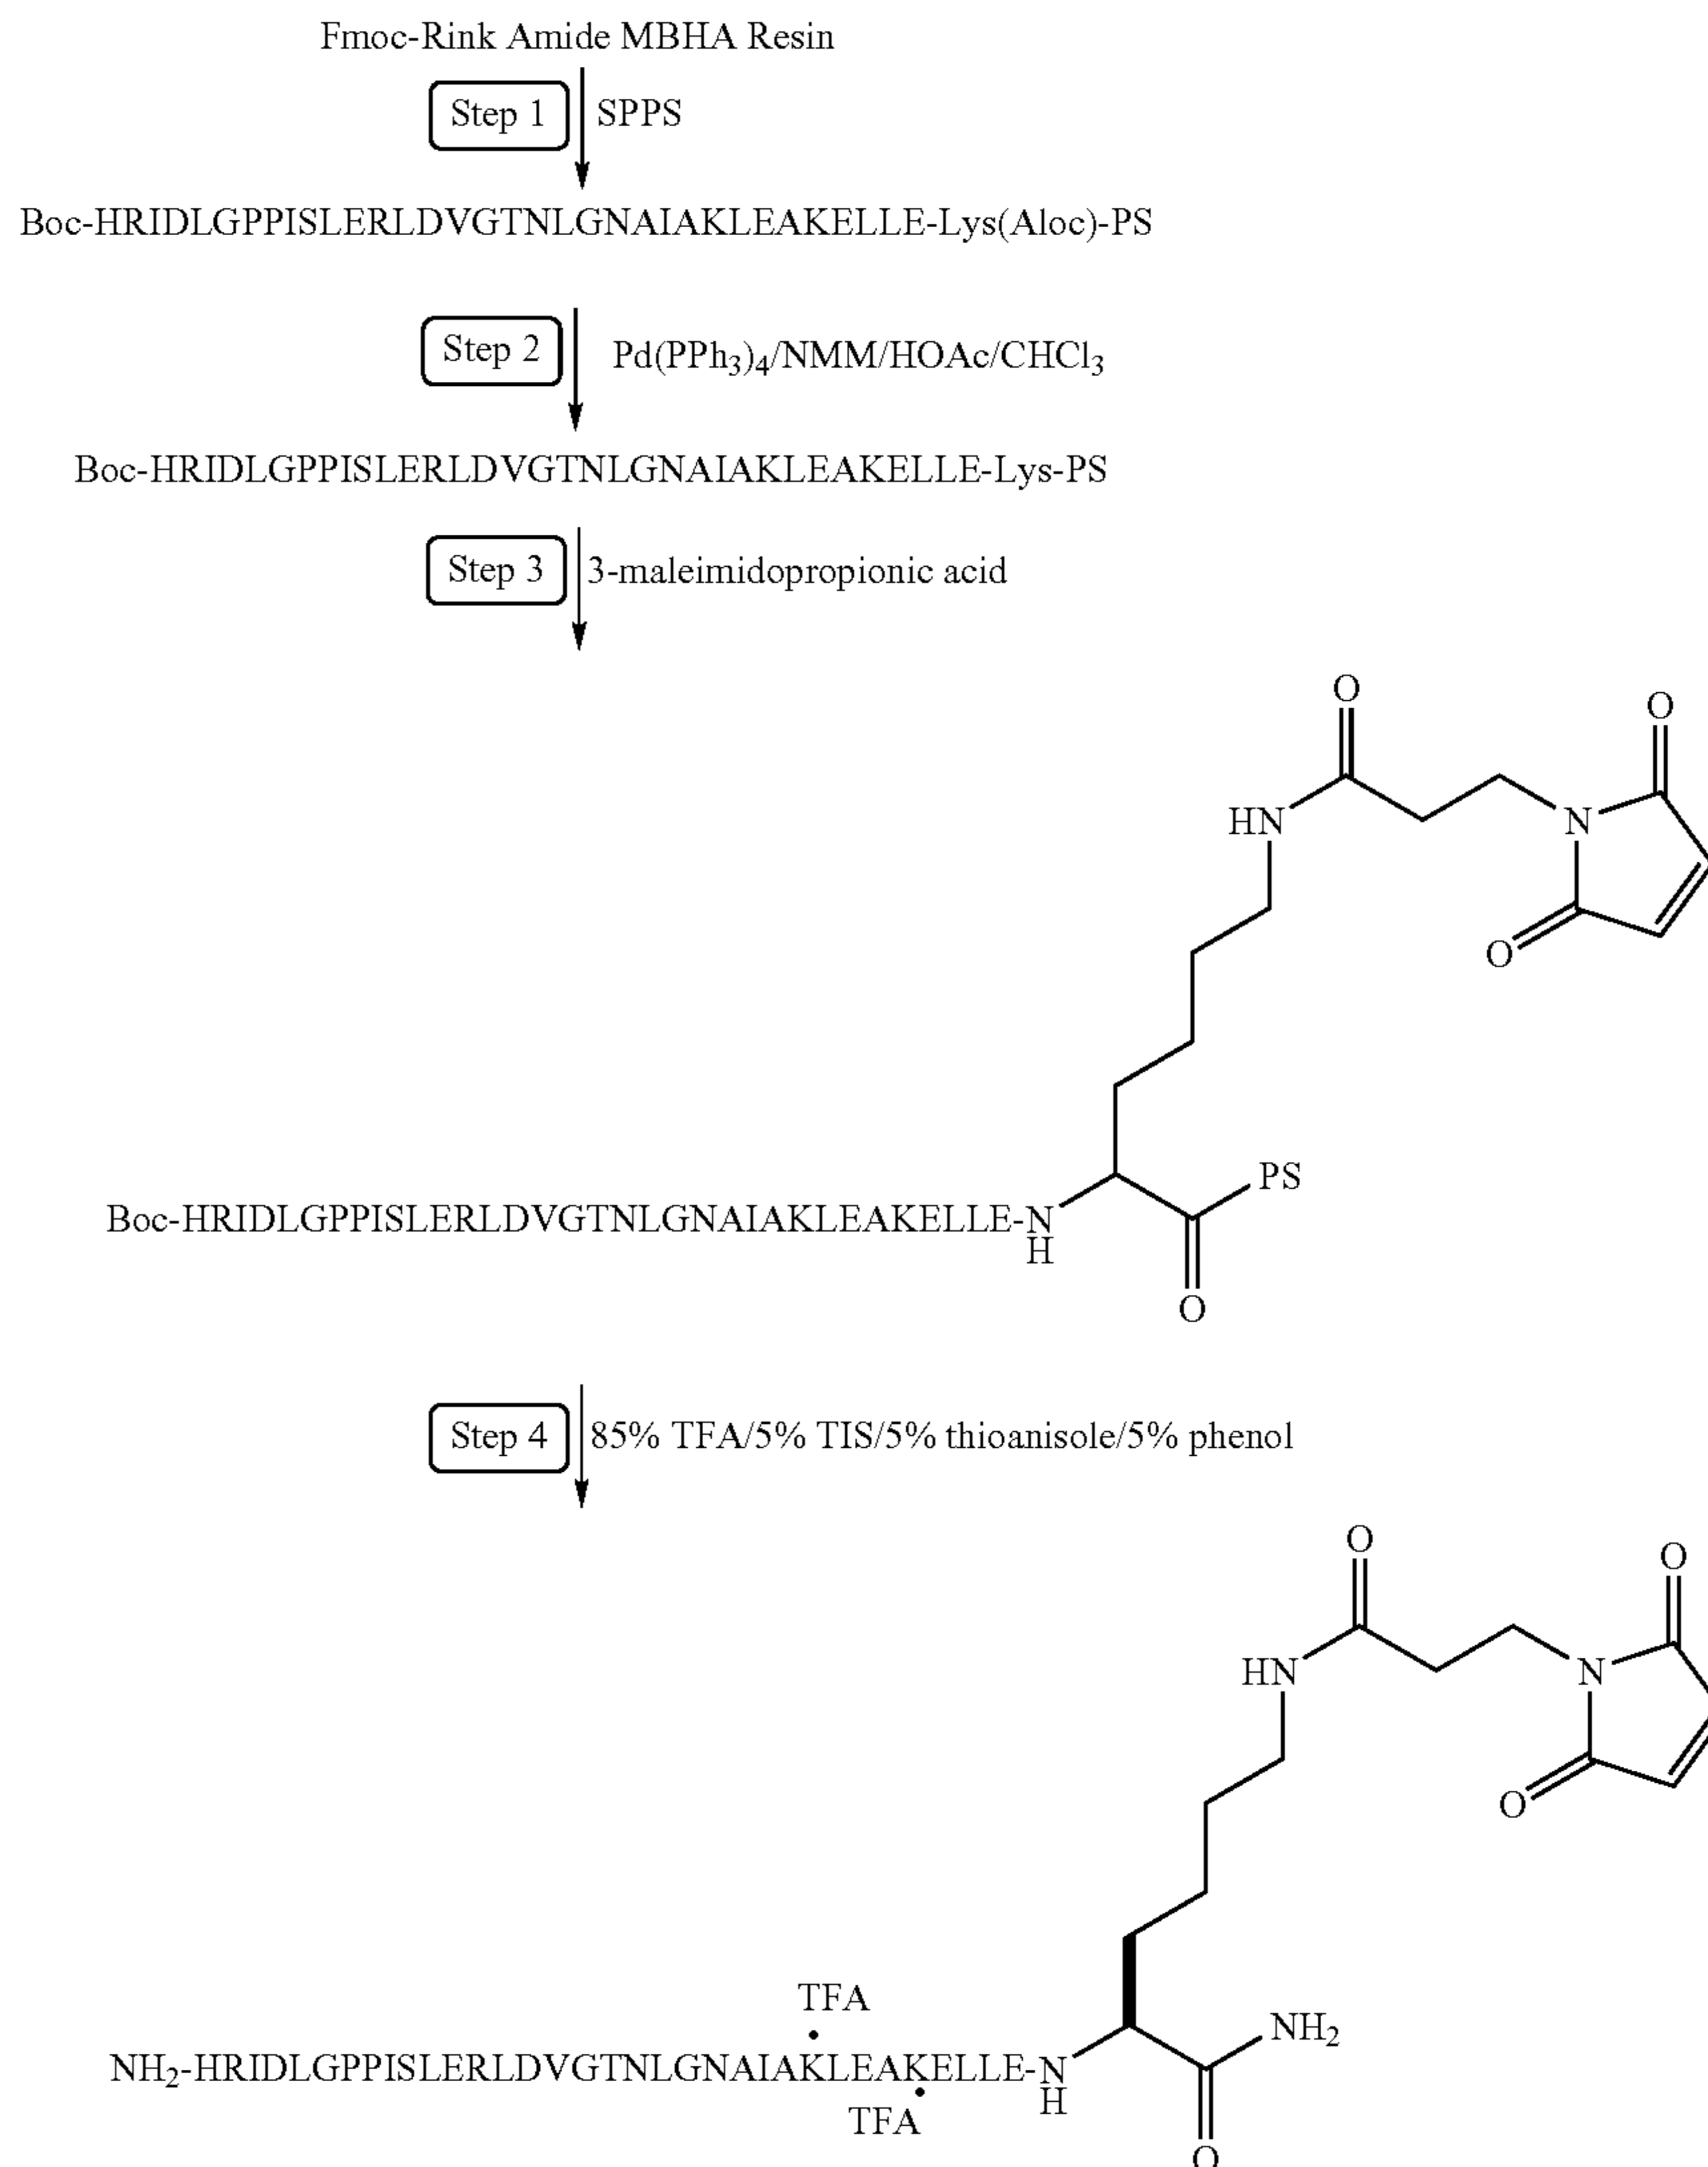 Fmoc-Rink Amide MBHA Resin
Step 1 SPPS
Boc-HRIDLGPPISLERLDVGTNLGNAIAKLEAKELLE-Lys(Aloc)-PS
Step 2 Pd(PPh3)4/NMM/HOAc/CHCl3
Boc-HRIDLGPPISLERLDVGTNLGNAIAKLEAKELLE-Lys-PS
Step 3 3-maleimidopropionic acid
O
O
HN
N
O
PS
Boc-HRIDLGPPISLERLDVGTNLGNAIAKLEAKELLE-N
H
O
Step 4 85% TFA/5% TIS/5% thioanisole/5% phenol
O
O
HN
N
O
TFA
NH2
NH2-HRIDLGPPISLERLDVGTNLGNAIAKLEAKELLE-N
H
TFA
O